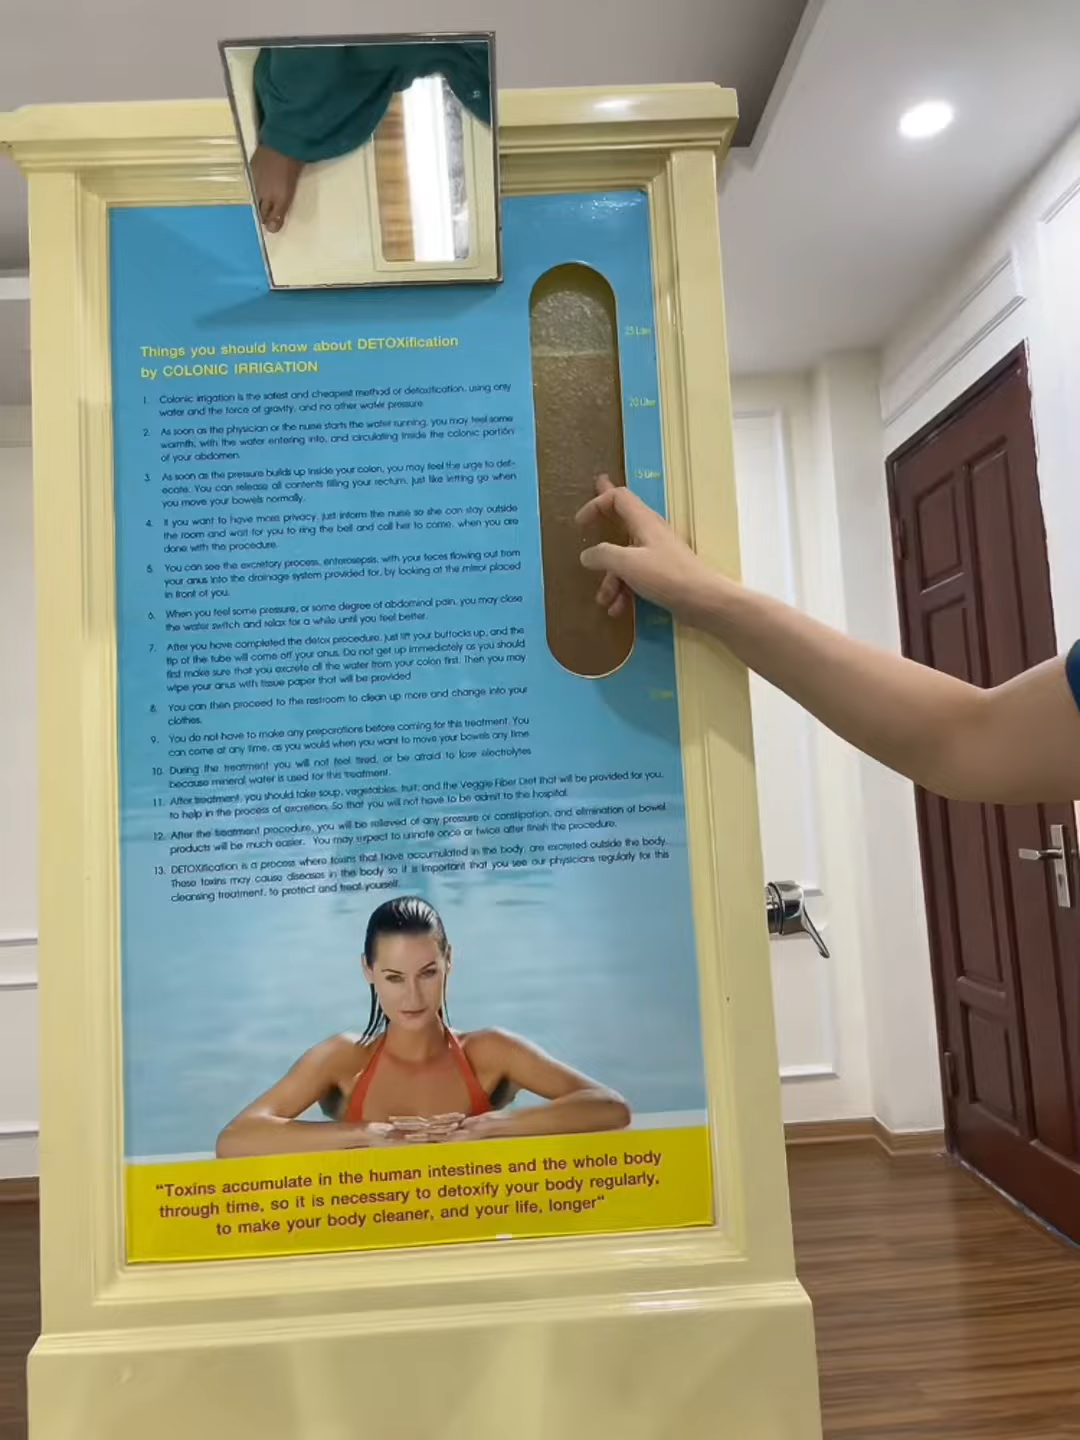 Things you should know about DETOXification
by COLONIC IRRIGATION
1. Colonic irrigation is the safest and cheapest method of detoxification, using only
water and the force of gravity, and no other water pressure.
2. As soon as the physician or the nurse starts the water running, you may feel some
warmth, with the water entering into, and circulating inside the colonic portion
of your abdomen.
3. As soon as the pressure builds up inside your colon, you may feel the urge to def-
ecate. You can release all contents filling your rectum, just like letting go when
you move your bowels normally.
4. If you want to have more privacy, just inform the nurse so she can stay outside
the room and wait for you to ring the bell and call her to come, when you are
done with the procedure.
5. You can see the excretory process, enterosepsis, with your feces flowing out from
your anus into the drainage system provided for, by looking at the mirror placed
in front of you.
6. When you feel some pressure, or some degree of abdominal pain, you may close
the water switch and relax for a while until you feel better.
7. After you have completed the detox procedure, just lift your buttocks up, and the
tip of the tube will come off your anus. Do not get up immediately as you should
first make sure that you excrete all the water from your colon first. Then you may
wipe your anus with tissue paper that will be provided
8. You can then proceed to the restroom to clean up more and change into your
clothes.
9. You do not have to make any preparations before coming for this treatment. You
can come at any time, as you would when you want to move your bowels any time
10. During the treatment you will not feel tired, or be afraid to lose electrolytes
because mineral water is used for this treatment.
11. After treatment, you should take soup, vegetables, fruit, and the Veggie Fiber Diet that will be provided for you,
to help in the process of excretion. So that you will not have to be admit to the hospital.
12. After the treatment procedure, you will be relieved of any pressure or constipation, and elimination of bowel
products will be much easier. You may expect to urinate once or twice after finish the procedure.
13. DETOXification is a process where toxins that have accumulated in the body, are excreted outside the body.
These toxins may cause diseases in the body so it is important that you see our physicians regularly for this
cleansing treatment, to protect and treat yourself.
25 Liter
20 Liter
15 Liter
"Toxins accumulate in the human intestines and the whole body
through time, so it is necessary to detoxify your body regularly,
to make your body cleaner, and your life, longer"